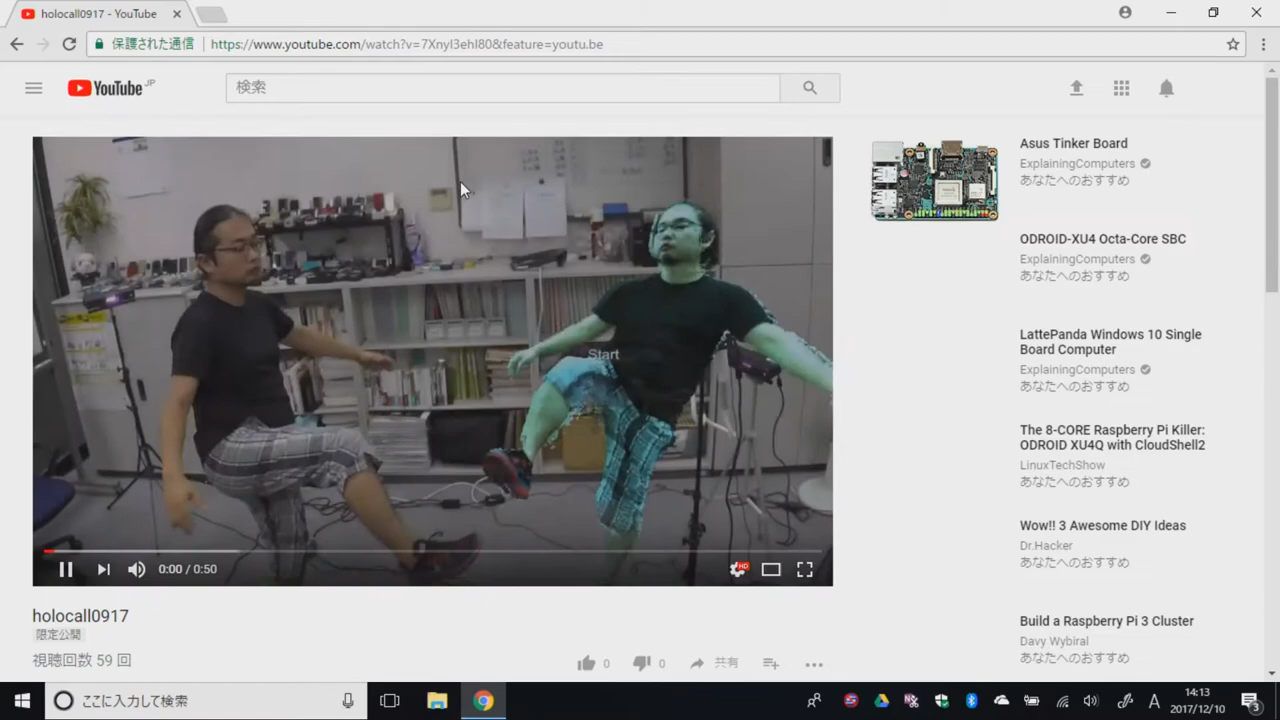 holocall0917 - YouTube
保護された通信
https://www.youtube.com/watch?v=7Xnyl3ehl80&feature=youtu.be
YouTube JP
検索
Start
0:00 / 0:50
HD
holocall0917
限定公開
視聴回数 59 回
0
0
共有
Asus Tinker Board
ExplainingComputers
あなたへのおすすめ
ODROID-XU4 Octa-Core SBC
ExplainingComputers
あなたへのおすすめ
LattePanda Windows 10 Single
Board Computer
ExplainingComputers
あなたへのおすすめ
The 8-CORE Raspberry Pi Killer:
ODROID XU4Q with CloudShell2
LinuxTechShow
あなたへのおすすめ
Wow!! 3 Awesome DIY Ideas
Dr.Hacker
あなたへのおすすめ
Build a Raspberry Pi 3 Cluster
Davy Wybiral
あなたへのおすすめ
ここに入力して検索
A
14:13
2017/12/10
3